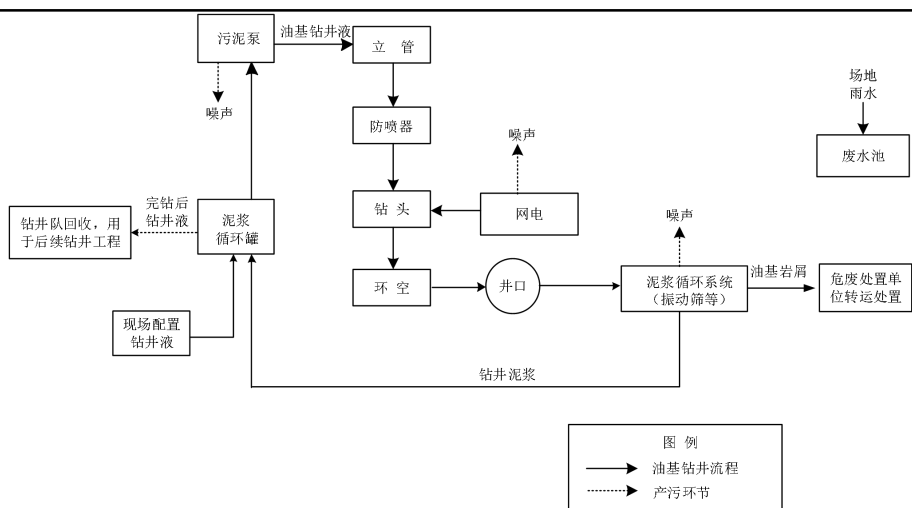 污泥泵
油基钻井液
立 管
噪声
防喷器
噪声
场地
雨水
废水池
钻井队回收，用
于后续钻井工程
完钻后
钻井液
泥浆
循环罐
钻 头
网电
噪声
环 空
井口
泥浆循环系统
（振动筛等）
油基岩屑
危废处置单
位转运处置
现场配置
钻井液
钻井泥浆
图 例
油基钻井流程
产污环节